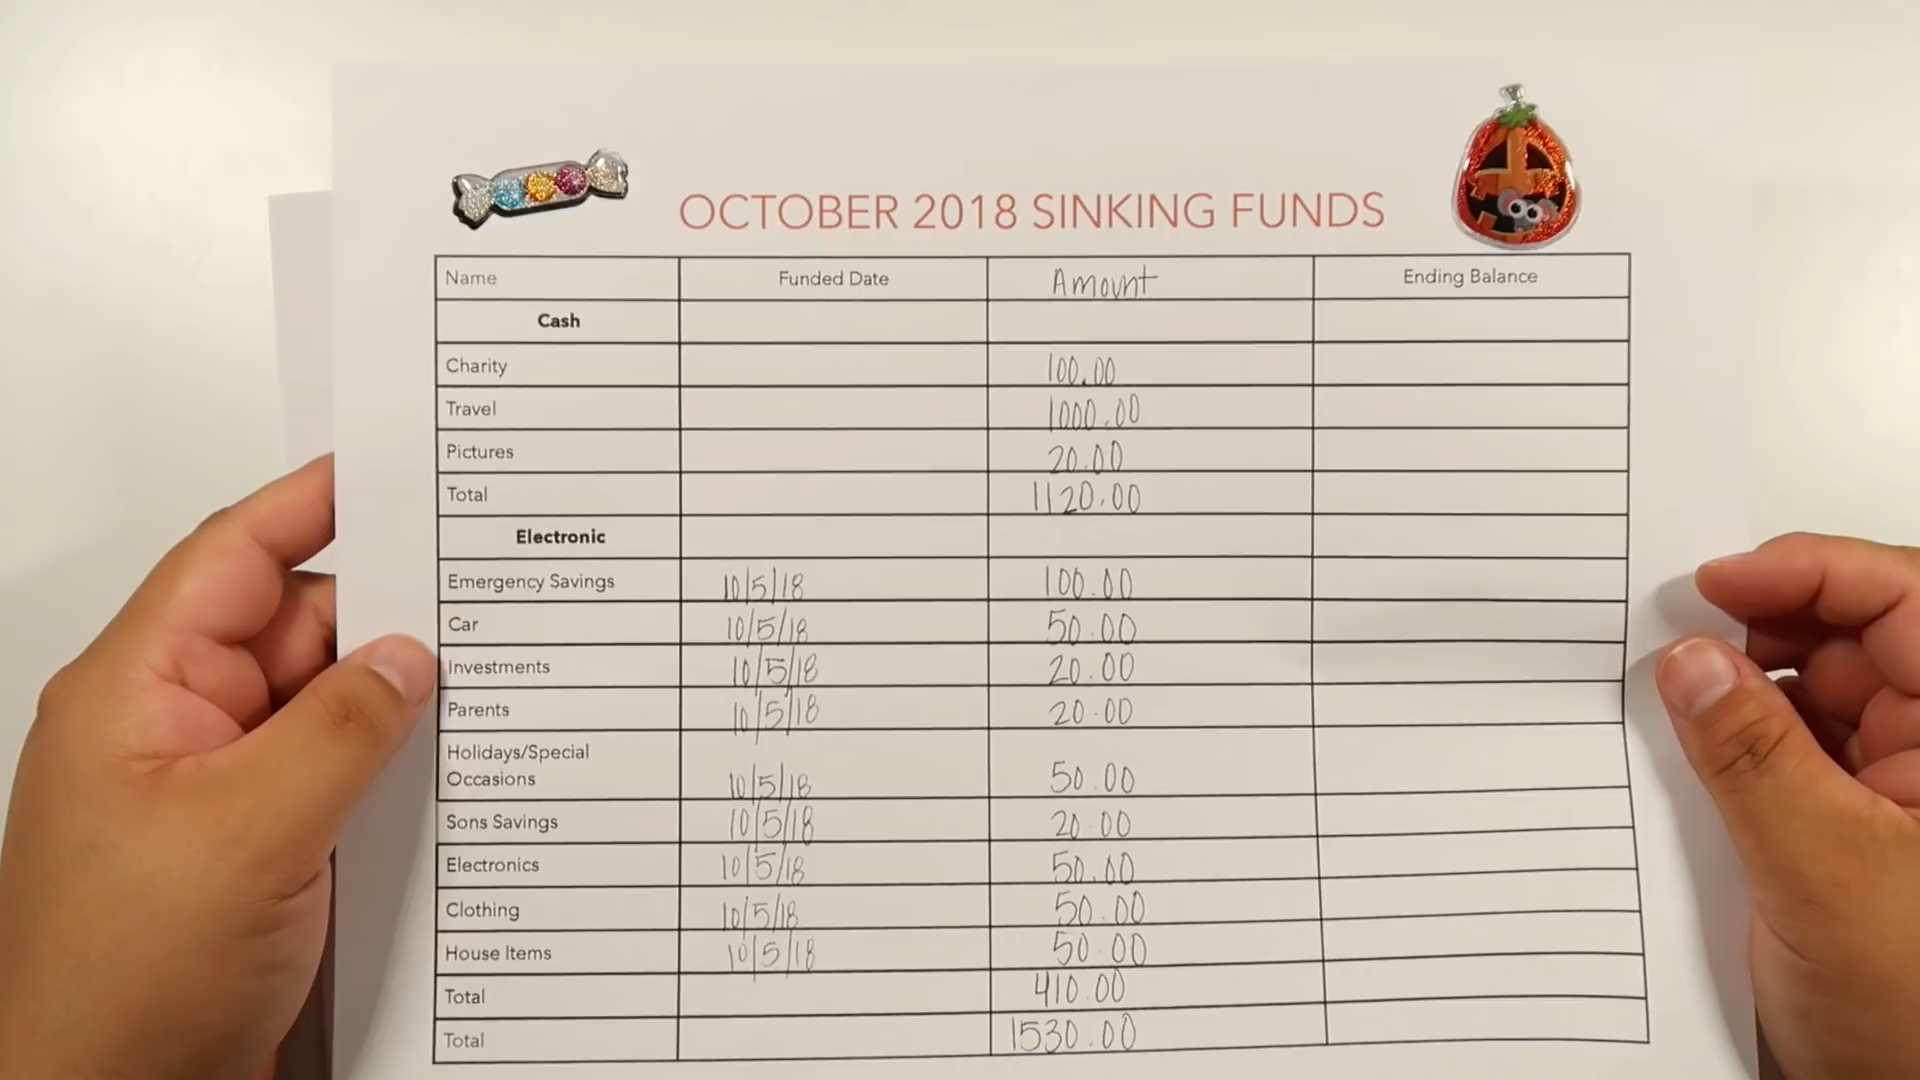 OCTOBER 2018 SINKING FUNDS
Name Funded Date Amount Ending Balance
Cash
Charity 100.00
Travel 1000.00
Pictures 20.00
Total 1120.00
Electronic
Emergency Savings 10/5/18 100.00
Car 10/5/18 50.00
Investments 10/5/18 20.00
Parents 10/5/18 20.00
Holidays/Special
Occasions 10/5/18 50.00
Sons Savings 10/5/18 20.00
Electronics 10/5/18 50.00
Clothing 10/5/18 50.00
House Items 10/5/18 50.00
Total 410.00
Total 1530.00